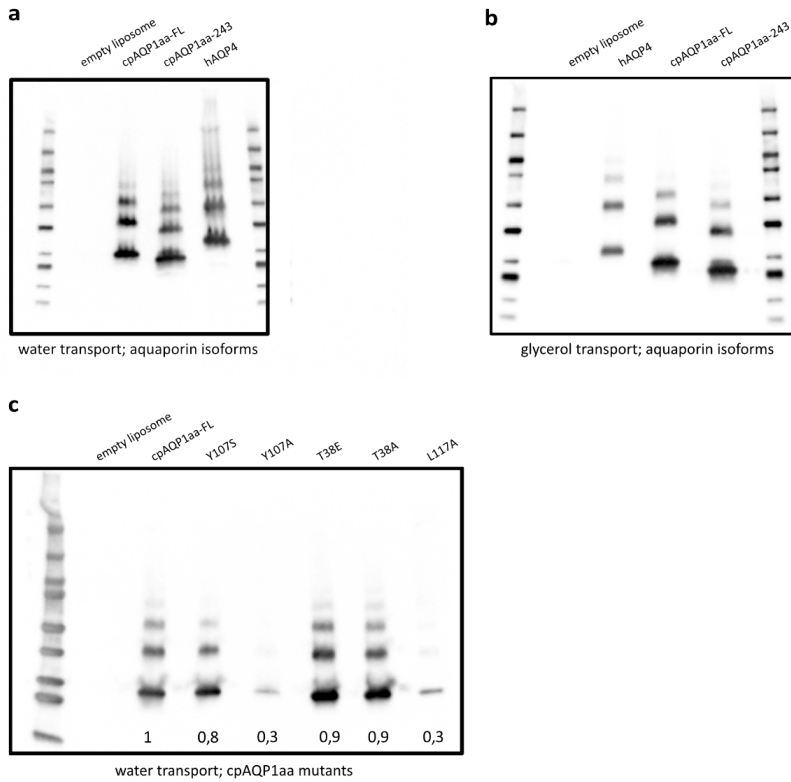 a
empty liposome
cpAQP1aa-FL
cpAQP1aa-243
hAQP4
water transport; aquaporin isoforms
b
empty liposome
hAQP4
cpAQP1aa-FL
cpAQP1aa-243
glycerol transport; aquaporin isoforms
c
empty liposome
cpAQP1aa-FL
Y107S
Y107A
T38E
T38A
L117A
1 0,8 0,3 0,9 0,9 0,3
water transport; cpAQP1aa mutants